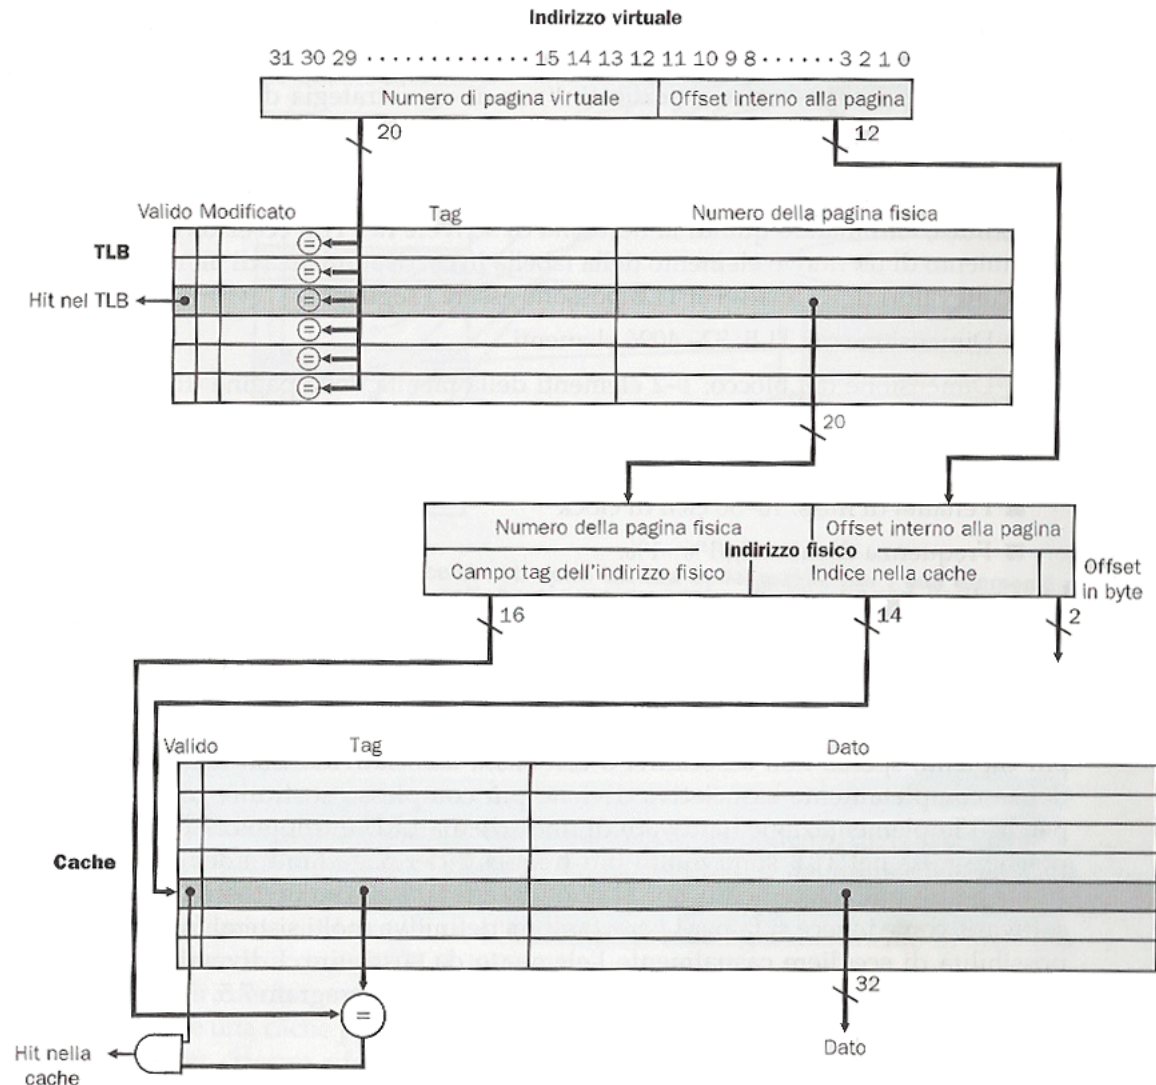 Indirizzo virtuale
31 30 29 ············· 15 14 13 12 11 10 9 8 ······ 3 2 1 0
Numero di pagina virtuale Offset interno alla pagina
20 12
Valido Modificato Tag Numero della pagina fisica
TLB
=
=
Hit nel TLB =
=
=
=
20
Numero della pagina fisica Offset interno alla pagina
Indirizzo fisico
Campo tag dell'indirizzo fisico Indice nella cache Offset
in byte
16 14 2
Valido Tag Dato
Cache
32
=
Dato
Hit nella
cache